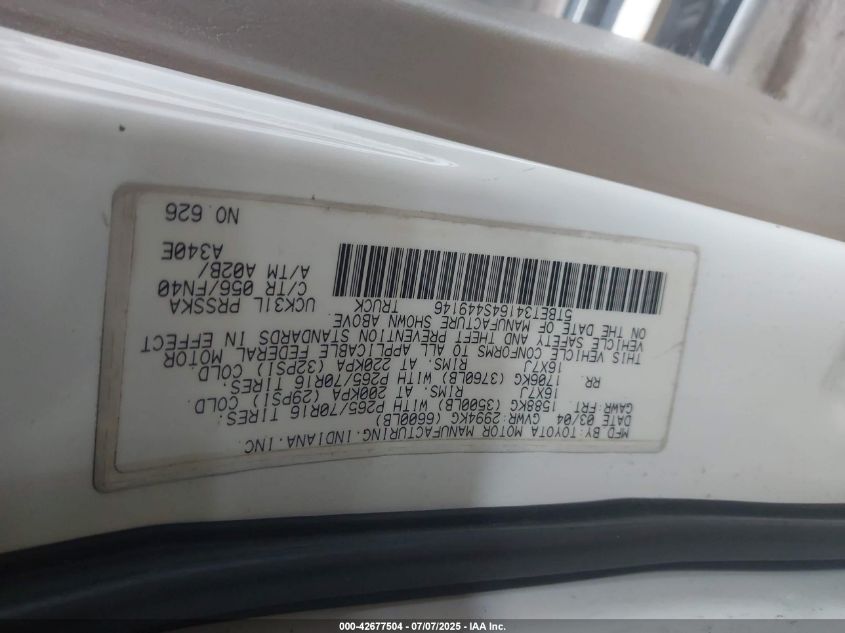 MFD BY: TOYOTA MOTOR MANUFACTURING, INDIANA, INC.
DATE 03/04 GVWR: 2994KG (6600LB)
GAWR: FRT 1588KG (3500LB) WITH P265/70R16 TIRES,
16X7J RIMS, AT 200KPA (29PSI) COLD
RR 1706KG (3760LB) WITH P265/70R16 TIRES,
16X7J RIMS, AT 220KPA (32PSI) COLD
THIS VEHICLE CONFORMS TO ALL APPLICABLE FEDERAL MOTOR
VEHICLE SAFETY AND THEFT PREVENTION STANDARDS IN EFFECT
ON THE DATE OF MANUFACTURE SHOWN ABOVE.
5TBET34164S449146 TRUCK
UCK31L PRSSKA
C/TR 056/FN40
A/TM A02B/
A340E
NO. 626
000-42677504 - 07/07/2025 - IAA Inc.